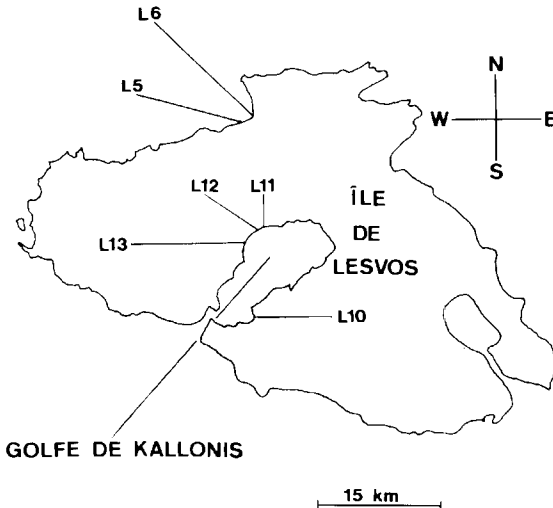 L6
L5
N
W
E
S
L12
L11
L13
ÎLE
DE
LESVOS
L10
GOLFE DE KALLONIS
15 km